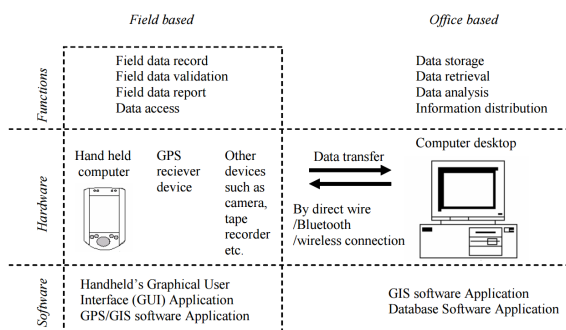 Field based
Office based
Functions
Field data record
Field data validation
Field data report
Data access
Data storage
Data retrieval
Data analysis
Information distribution
Hardware
Hand held
computer
GPS
reciever
device
Other
devices
such as
camera,
tape
recorder
etc.
Data transfer
By direct wire
/Bluetooth
/wireless connection
Computer desktop
Software
Handheld's Graphical User
Interface (GUI) Application
GPS/GIS software Application
GIS software Application
Database Software Application